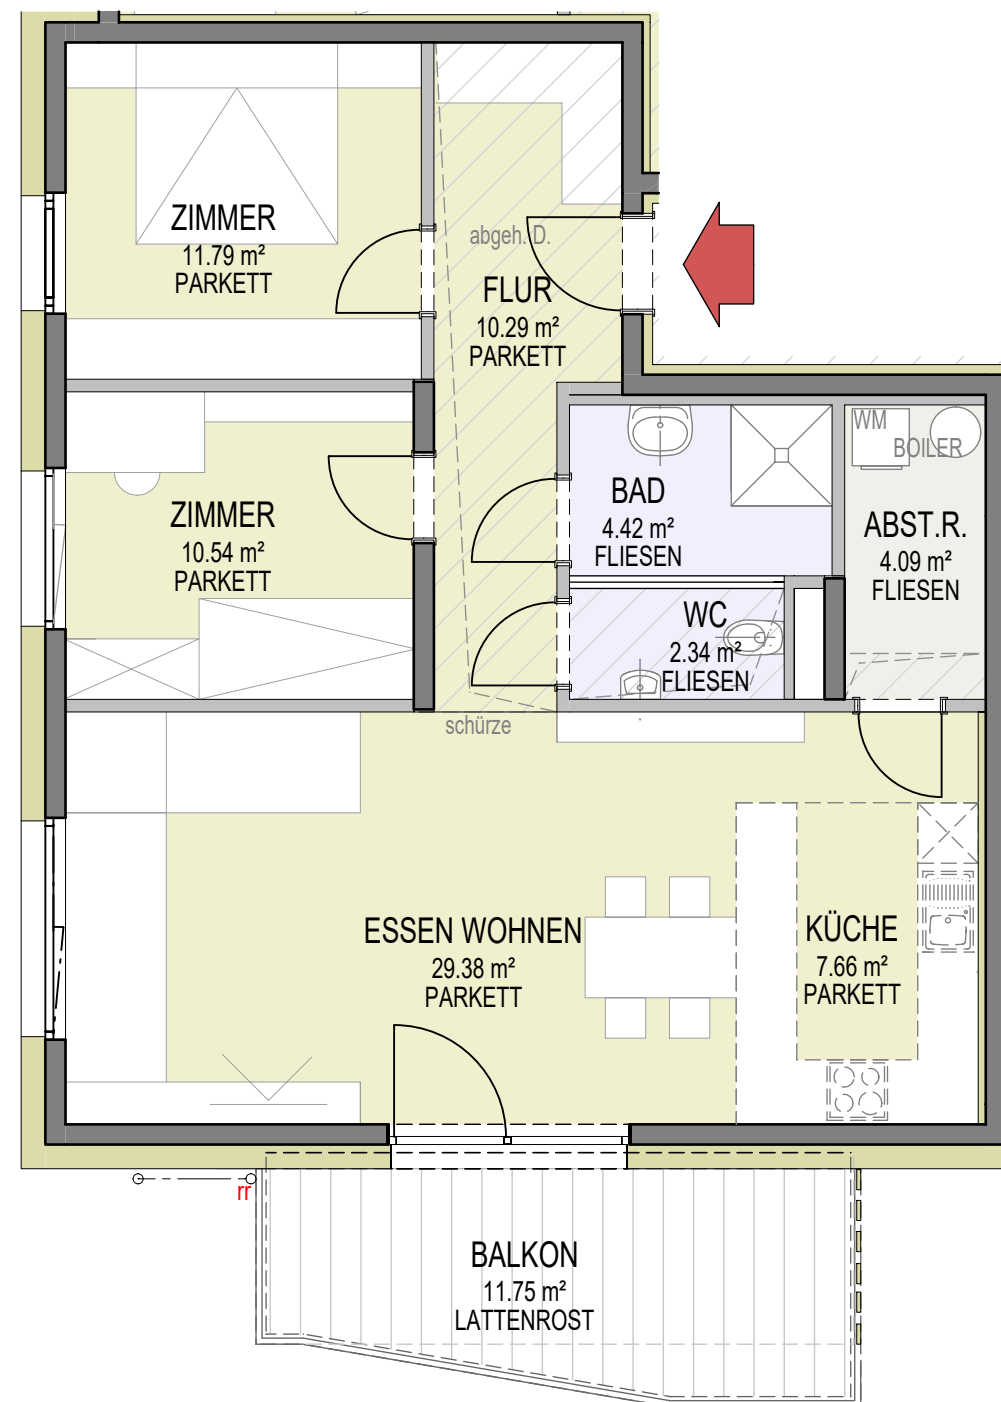 ZIMMER
11.79 m²
PARKETT
abgeh. D.
FLUR
10.29 m²
PARKETT
ZIMMER
10.54 m²
PARKETT
BAD
4.42 m²
FLIESEN
WM
BOILER
ABST.R.
4.09 m²
FLIESEN
WC
2.34 m²
FLIESEN
schürze
ESSEN WOHNEN
29.38 m²
PARKETT
KÜCHE
7.66 m²
PARKETT
rr
BALKON
11.75 m²
LATTENROST